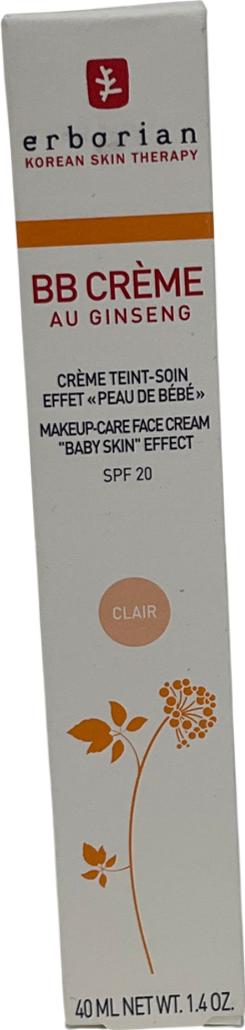 erborian
KOREAN SKIN THERAPY
BB CRÈME
AU GINSENG
CRÈME TEINT-SOIN
EFFET «PEAU DE BÉBÉ»
MAKEUP-CARE FACE CREAM
"BABY SKIN" EFFECT
SPF 20
CLAIR
40 ML NET WT. 1.4 OZ.